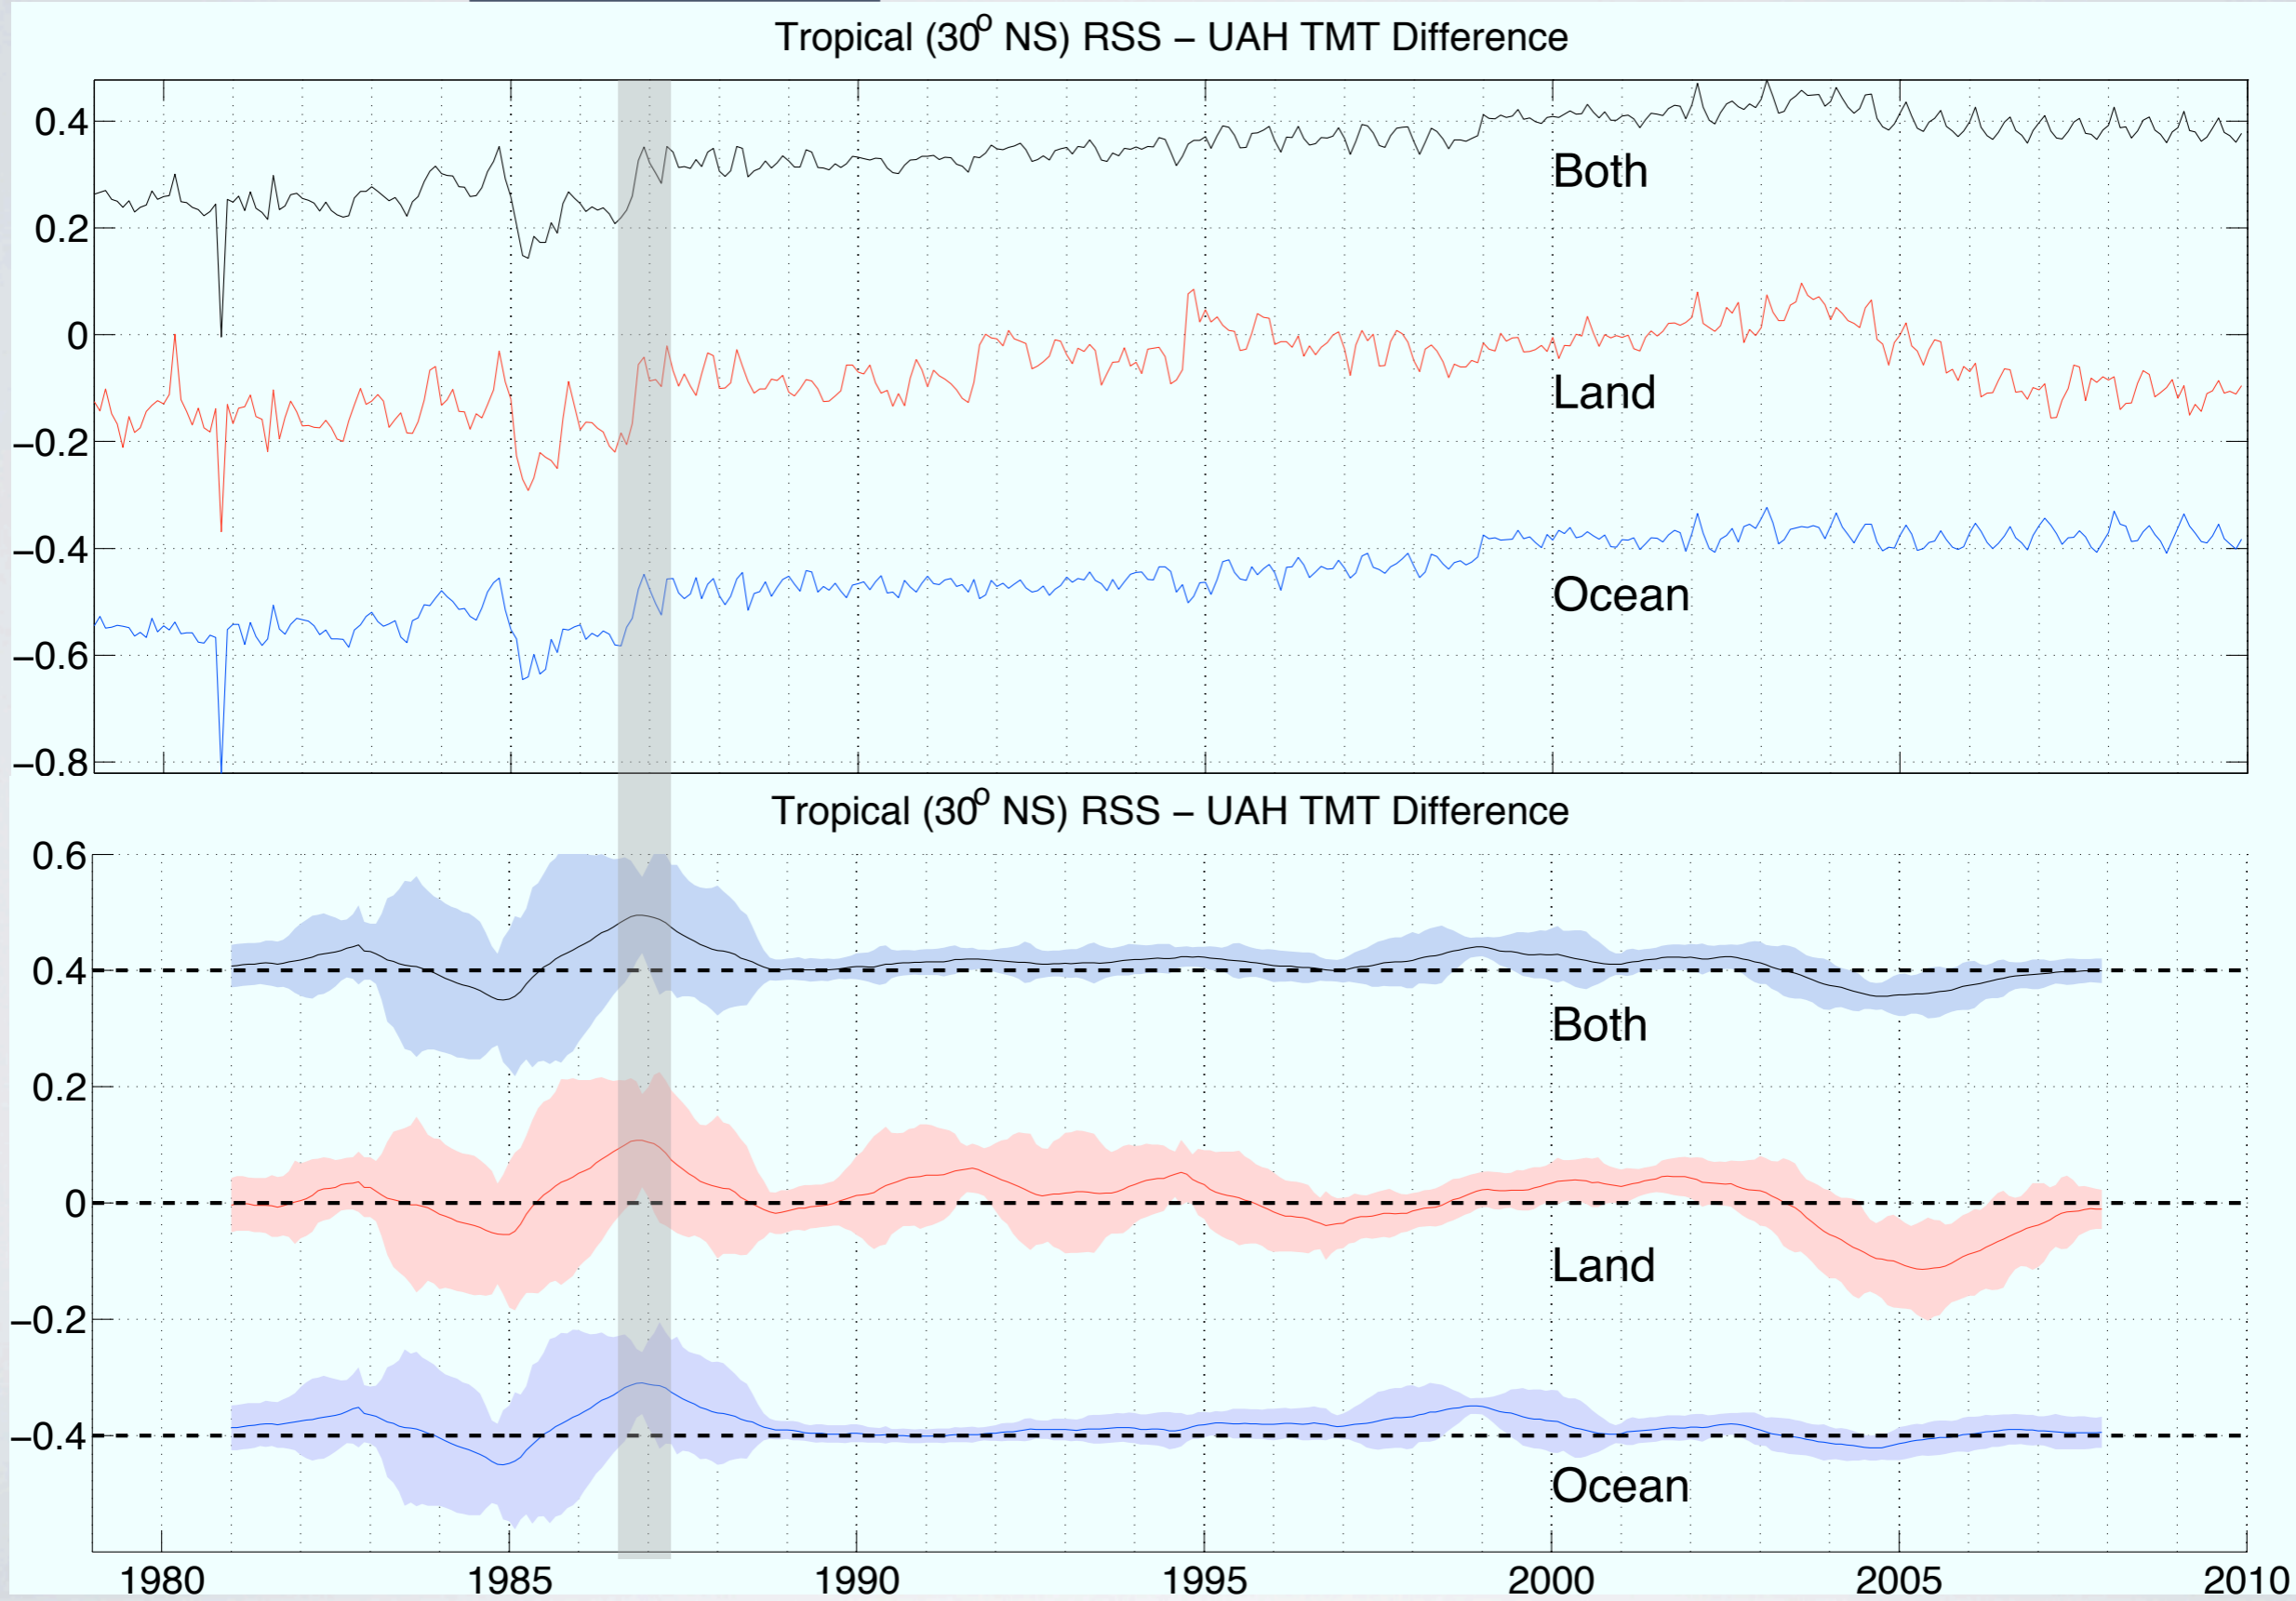 Tropical (30° NS) RSS – UAH TMT Difference
0.4
Both
0.2
0
Land
−0.2
−0.4
Ocean
−0.6
−0.8
Tropical (30° NS) RSS – UAH TMT Difference
0.6
0.4
Both
0.2
0
Land
−0.2
−0.4
Ocean
1980 1985 1990 1995 2000 2005 2010